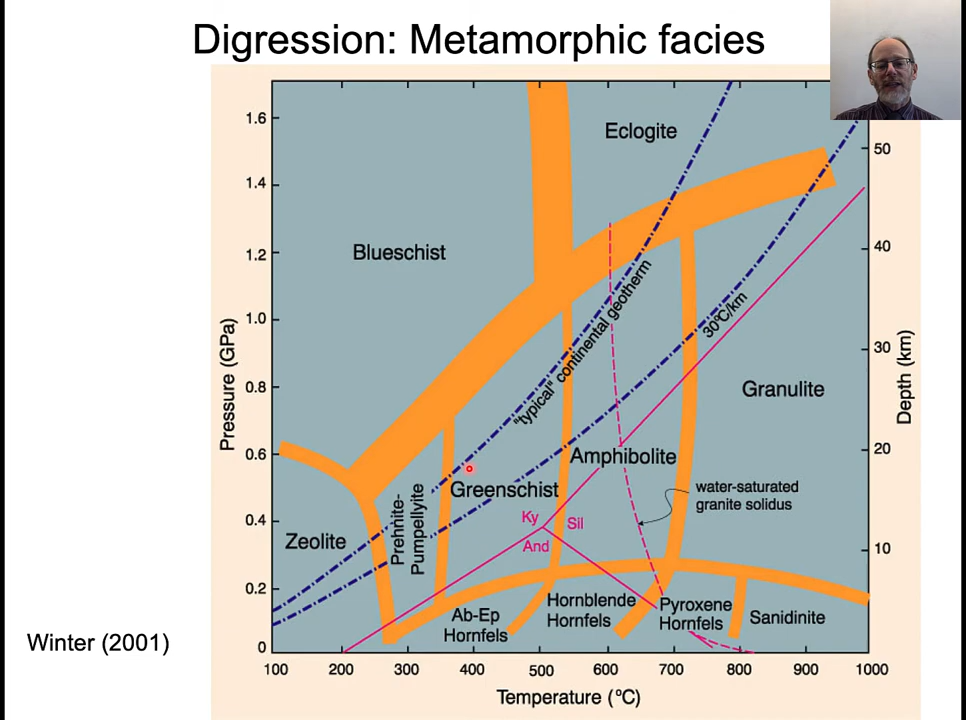 Digression: Metamorphic facies
Pressure (GPa)
1.6
1.4
1.2
1.0
0.8
0.6
0.4
0.2
0
100
200
300
400
500
600
700
800
900
1000
Temperature (°C)
50
40
30
20
10
Depth (km)
Eclogite
Blueschist
"typical" continental geotherm
30°C/km
Granulite
Amphibolite
Greenschist
water-saturated
granite solidus
Prehnite-
Pumpellyite
Zeolite
Ky
Sil
And
Ab-Ep
Hornfels
Hornblende
Hornfels
Pyroxene
Hornfels
Sanidinite
Winter (2001)